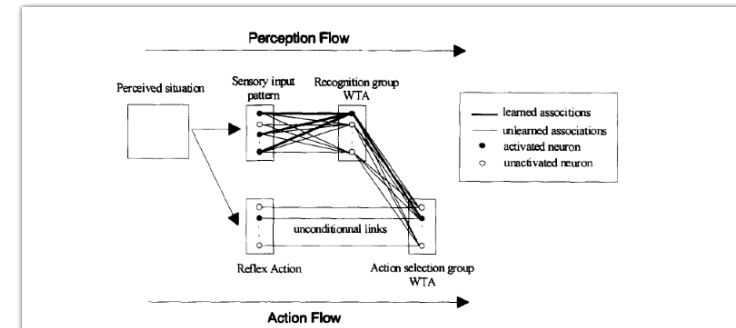 Perception Flow
Perceived situation
Sensory input
pattern
Recognition group
WTA
learned associtions
unlearned associations
activated neuron
unactivated neuron
unconditionnal links
Reflex Action
Action selection group
WTA
Action Flow